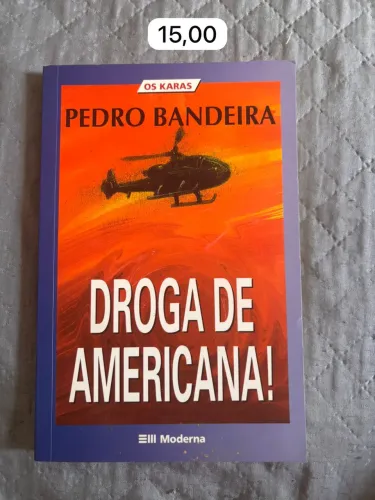 15,00
OS KARAS
PEDRO BANDEIRA
DROGA DE
AMERICANA!
Moderna